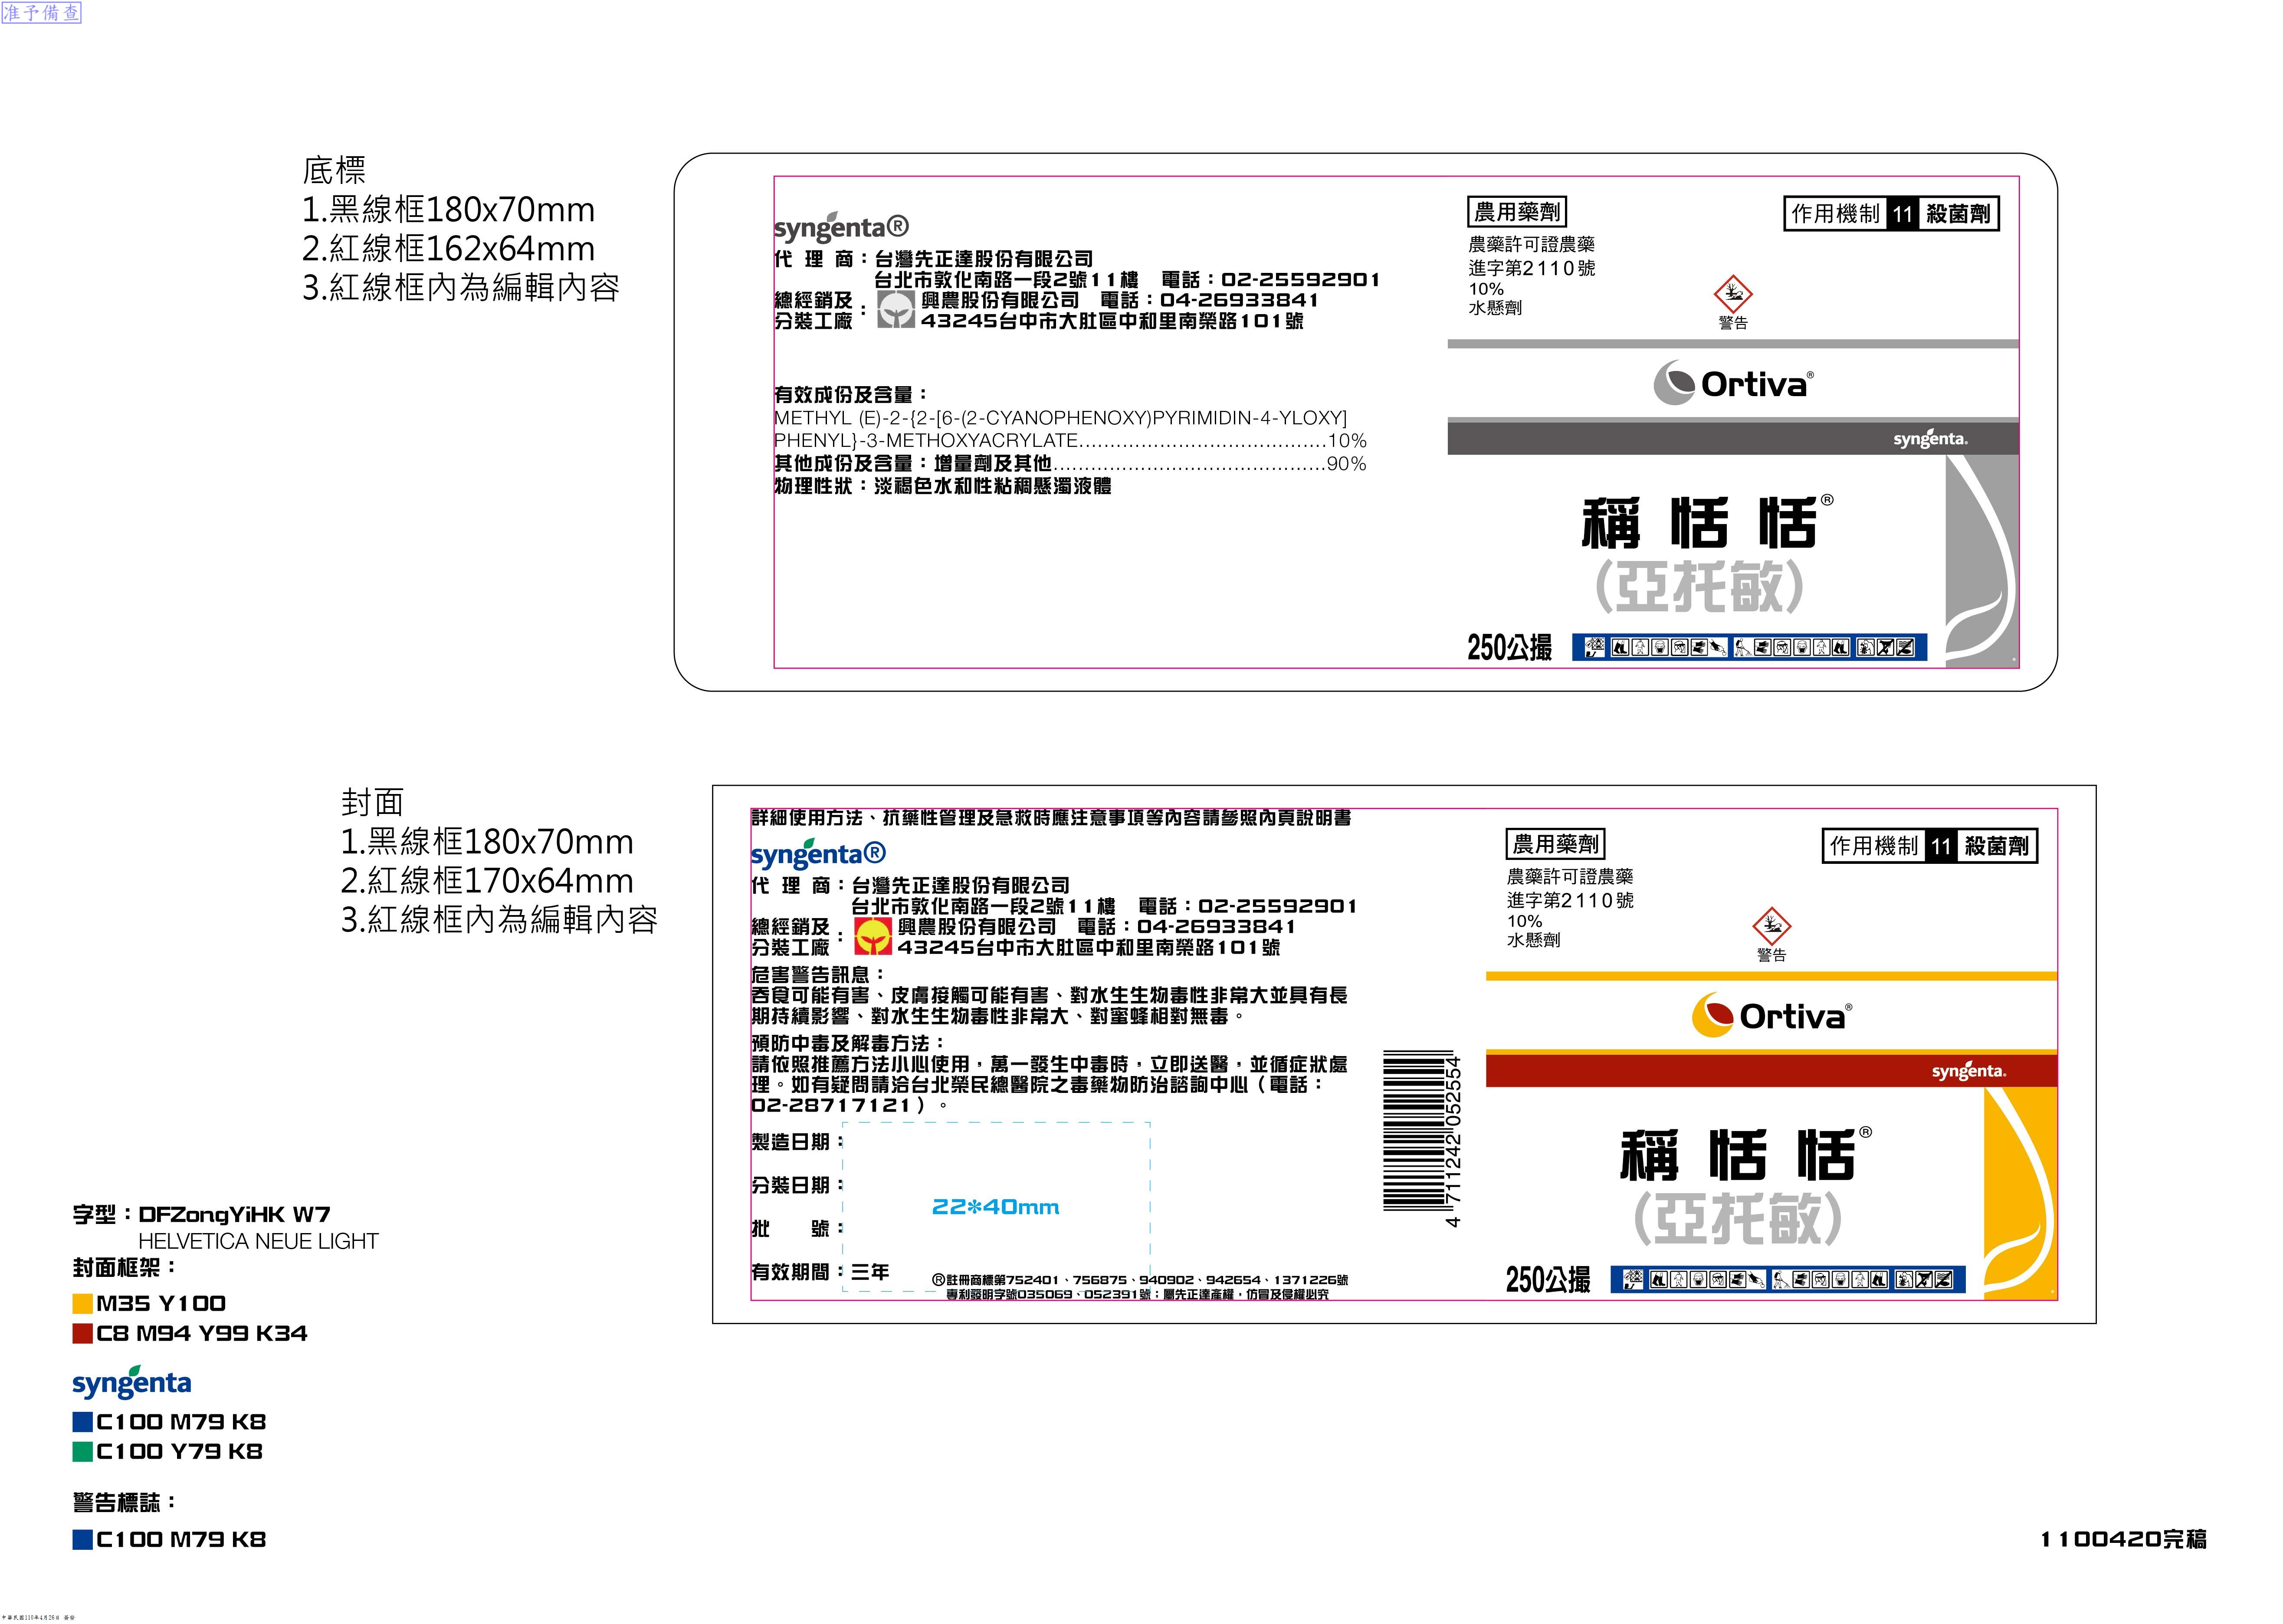 准予備查
底標
1.黑線框180x70mm
2.紅線框162x64mm
3.紅線框內為編輯內容
syngenta®
代 理 商：台灣先正達股份有限公司
台北市敦化南路一段2號11樓 電話：02-25592901
總經銷及
分裝工廠：興農股份有限公司 電話：04-26933841
43245台中市大肚區中和里南榮路101號
有效成份及含量：
METHYL (E)-2-{2-[6-(2-CYANOPHENOXY)PYRIMIDIN-4-YLOXY]
PHENYL}-3-METHOXYACRYLATE........................................10%
其他成份及含量：增量劑及其他............................................90%
物理性狀：淡褐色水和性粘稠懸濁液體
農用藥劑
農藥許可證農藥
進字第2110號
10%
水懸劑
作用機制 11 殺菌劑
警告
Ortiva®
syngenta.
稱恬恬®
(亞托敏)
250公撮
封面
1.黑線框180x70mm
2.紅線框170x64mm
3.紅線框內為編輯內容
詳細使用方法、抗藥性管理及急救時應注意事項等內容請參照內頁說明書
syngenta®
代 理 商：台灣先正達股份有限公司
台北市敦化南路一段2號11樓 電話：02-25592901
總經銷及
分裝工廠：興農股份有限公司 電話：04-26933841
43245台中市大肚區中和里南榮路101號
危害警告訊息：
吞食可能有害、皮膚接觸可能有害、對水生生物毒性非常大並具有長
期持續影響、對水生生物毒性非常大、對蜜蜂相對無毒。
預防中毒及解毒方法：
請依照推薦方法小心使用，萬一發生中毒時，立即送醫，並循症狀處
理。如有疑問請洽台北榮民總醫院之毒藥物防治諮詢中心（電話：
02-28717121）。
製造日期：
分裝日期：
批 號：
有效期間：三年
22*40mm
®註冊商標第752401、756875、940902、942654、1371226號
專利發明字號035069、052391號；屬先正達產權，仿冒及侵權必究
4 711242 052554
農用藥劑
農藥許可證農藥
進字第2110號
10%
水懸劑
作用機制 11 殺菌劑
警告
Ortiva®
syngenta.
稱恬恬®
(亞托敏)
250公撮
字型：DFZongYiHK W7
HELVETICA NEUE LIGHT
封面框架：
M35 Y100
C8 M94 Y99 K34
syngenta
C100 M79 K8
C100 Y79 K8
警告標誌：
C100 M79 K8
1100420完稿
中華民國110年4月26日